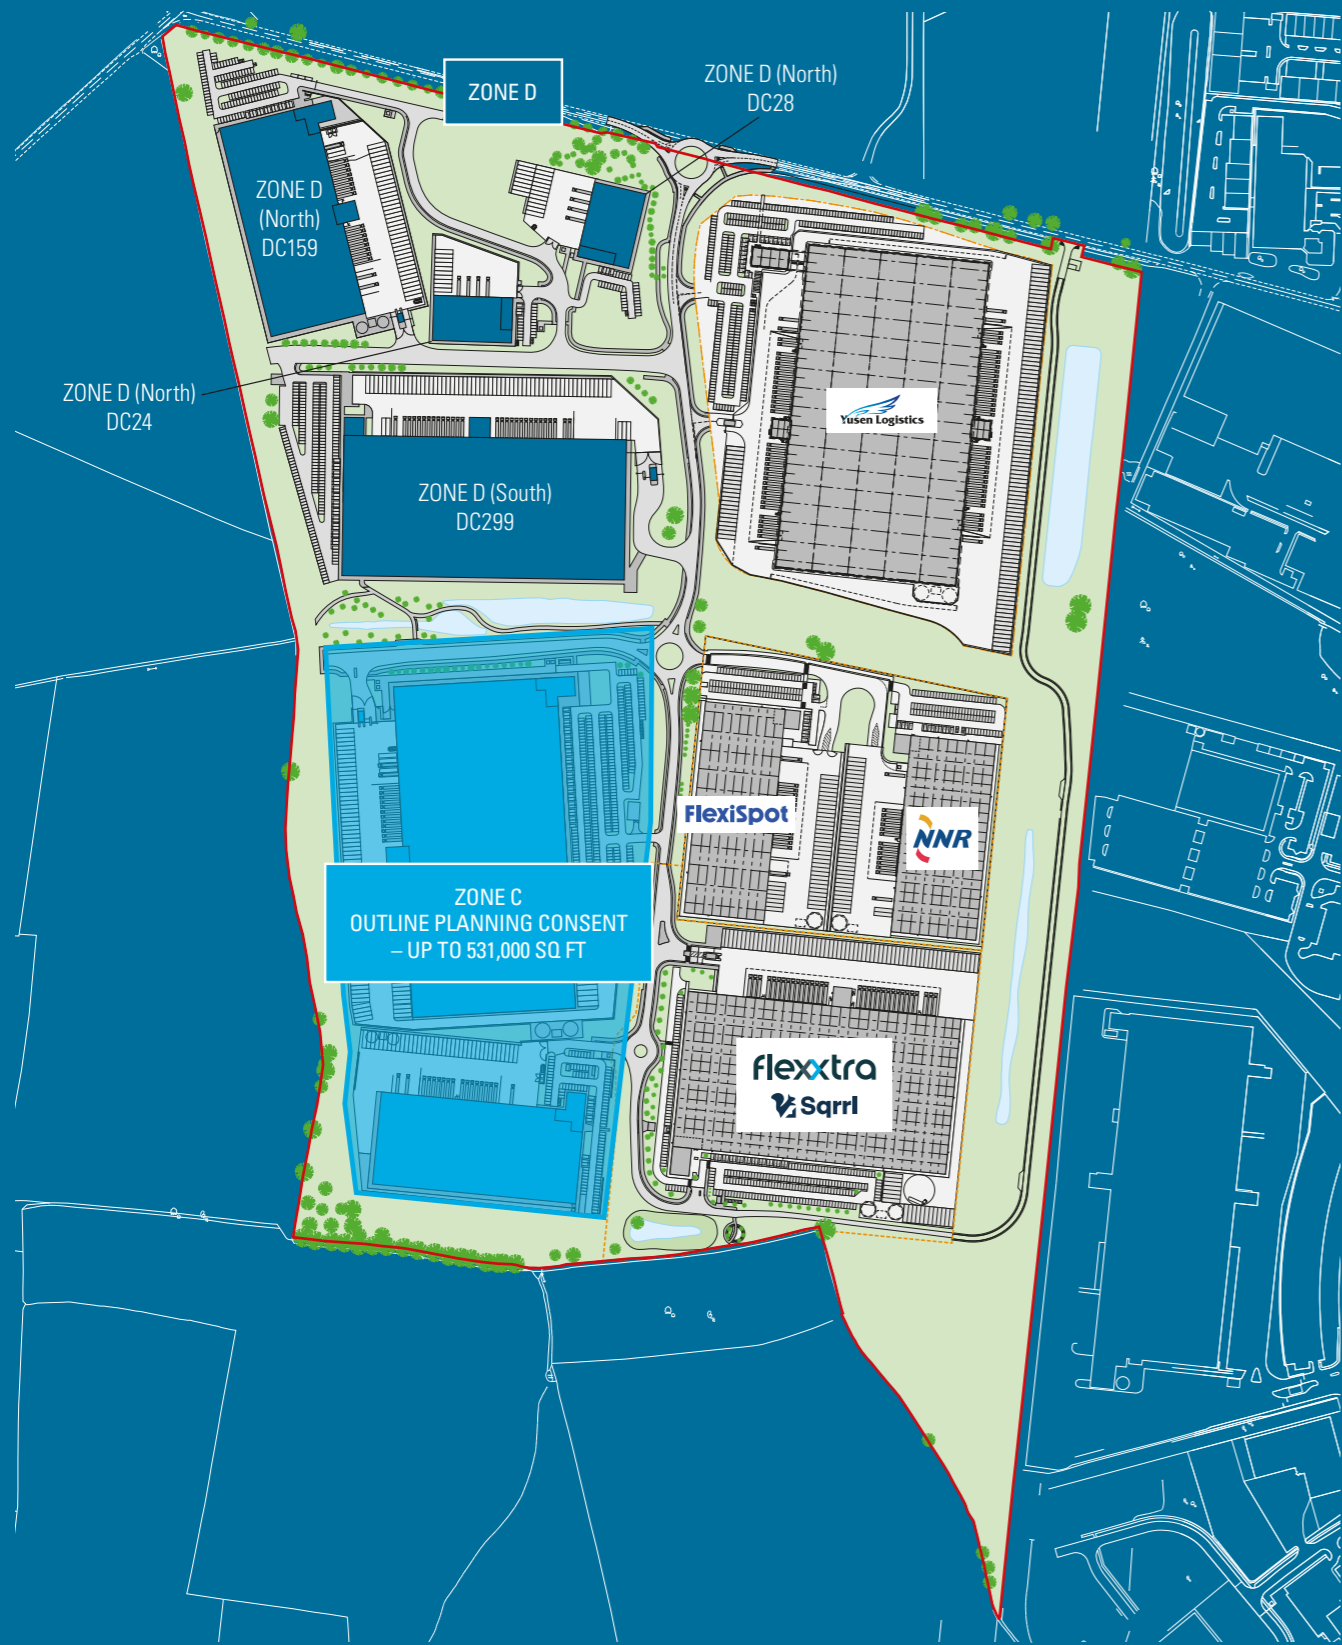 ZONE D
ZONE D (North)
DC28
ZONE D
(North)
DC159
ZONE D (North)
DC24
Yusen Logistics
ZONE D (South)
DC299
FlexiSpot
NNR
ZONE C
OUTLINE PLANNING CONSENT
– UP TO 531,000 SQ FT
flexxtra
Sqrrl